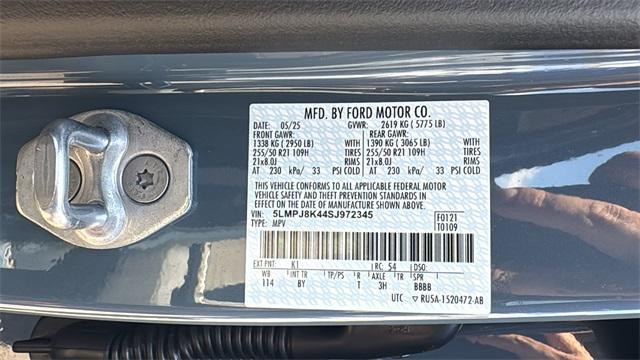 MFD. BY FORD MOTOR CO.
DATE: 05/25 GVWR: 2619 KG ( 5775 LB)
FRONT GAWR: REAR GAWR:
1338 KG ( 2950 LB) 1390 KG ( 3065 LB)
255/50 R21 109H TIRES 255/50 R21 109H TIRES
21x8.0J RIMS 21x8.0J RIMS
AT 230 kPa/ 33 PSI COLD AT 230 kPa/ 33 PSI COLD
THIS VEHICLE CONFORMS TO ALL APPLICABLE FEDERAL MOTOR
VEHICLE SAFETY AND THEFT PREVENTION STANDARDS IN
EFFECT ON THE DATE OF MANUFACTURE SHOWN ABOVE.
VIN: 5LMPJ8K44SJ972345 F0121
TYPE: MPV T0109
EXT PNT: K1 RC: 54 DSO:
WB INT TR TP/PS R AXLE TR SPR
114 BY T 3H BBBB
UTC RU5A-1520472-AB